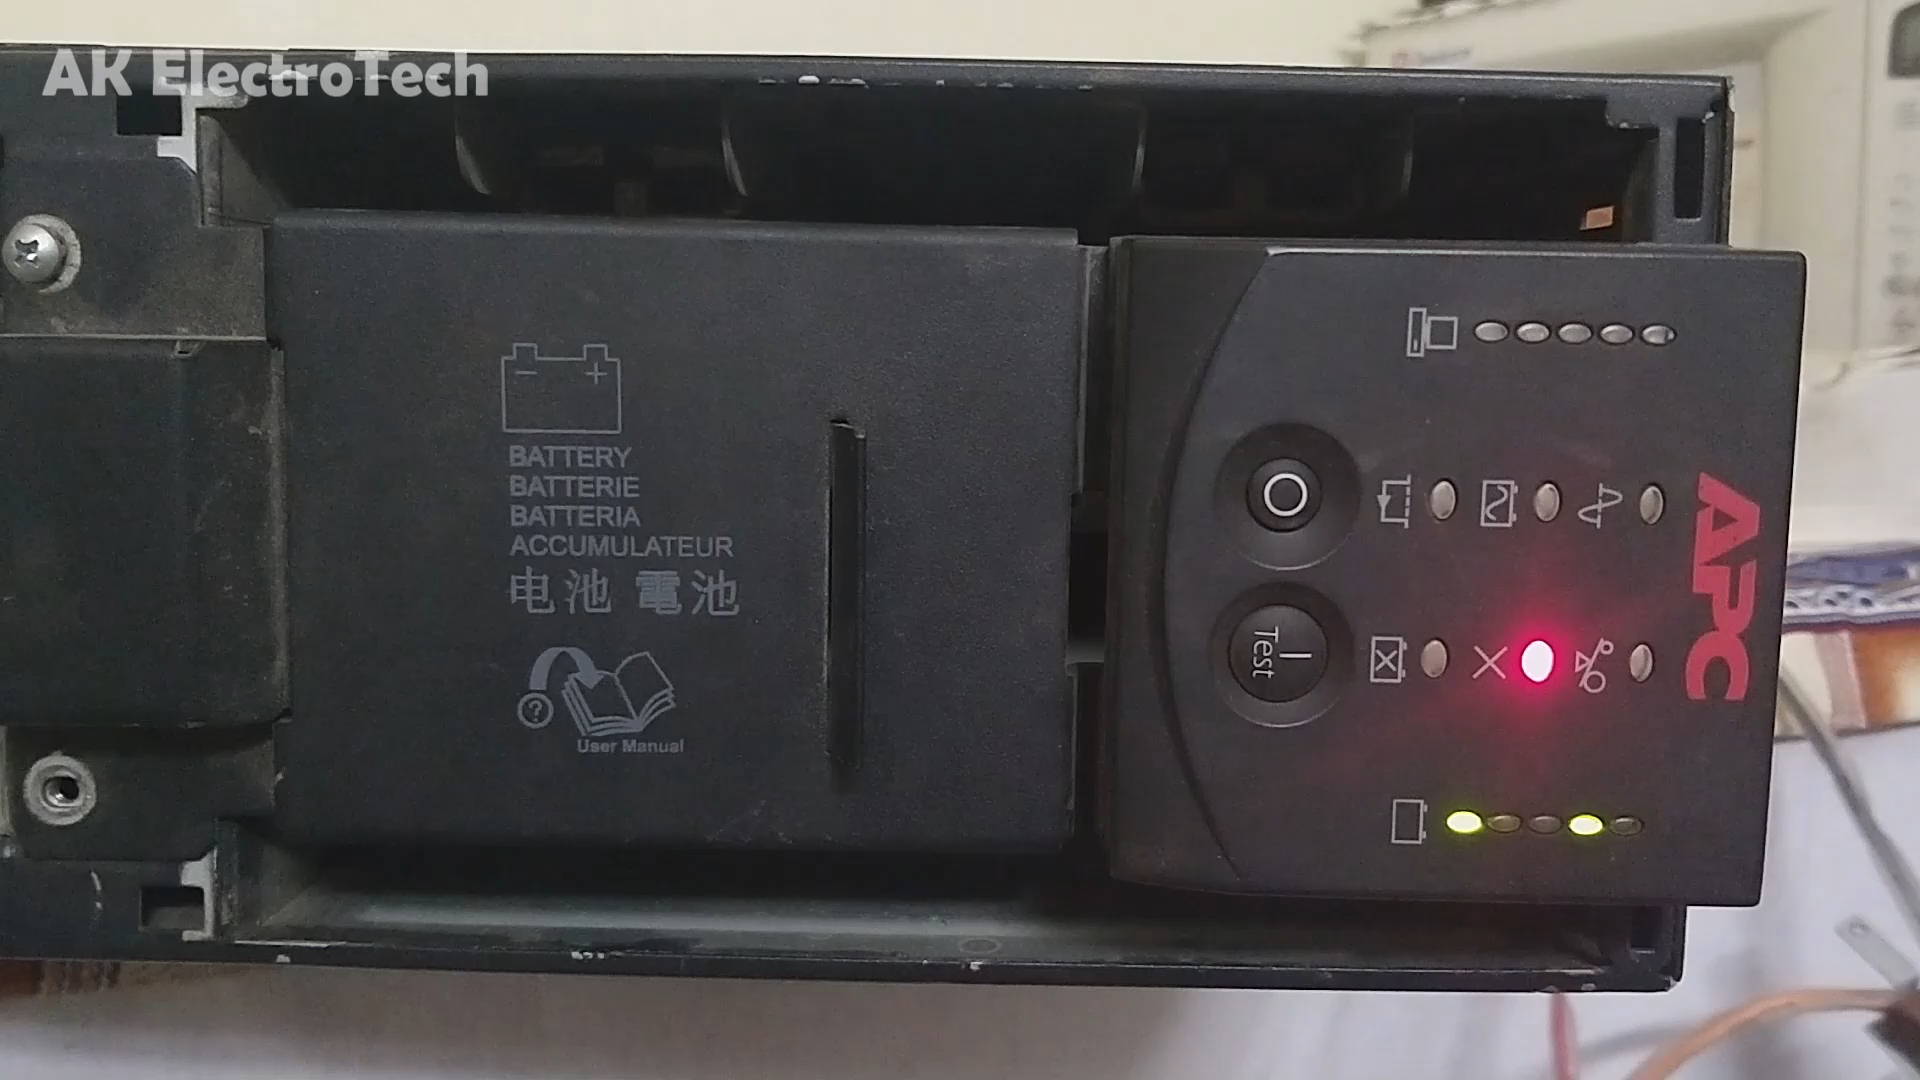 AK ElectroTech
BATTERY
BATTERIE
BATTERIA
ACCUMULATEUR
电池 電池
?
User Manual
Test
APC